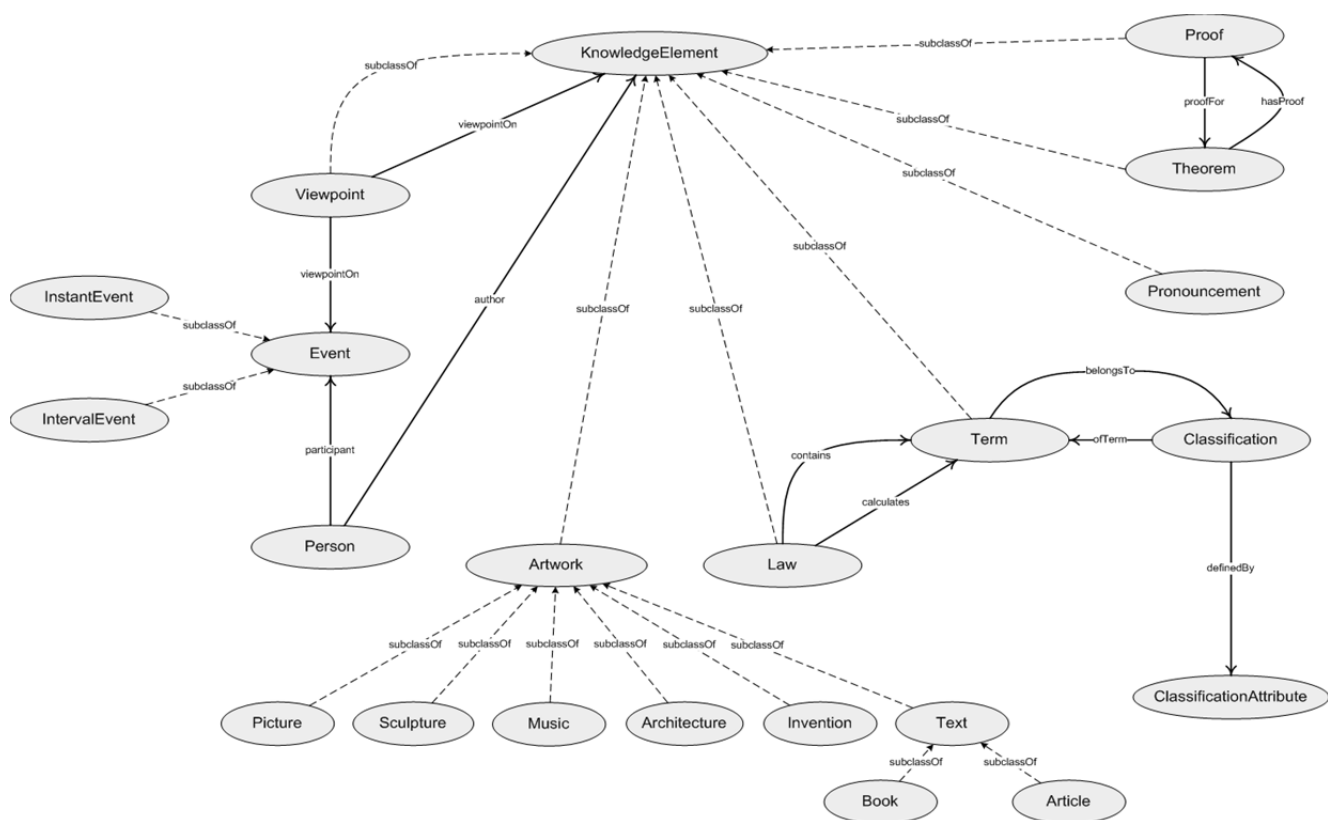 Proof
KnowledgeElement
subclassOf
subclassOf
proofFor
hasProof
viewpointOn
subclassOf
Theorem
subclassOf
Viewpoint
subclassOf
viewpointOn
InstantEvent
Pronouncement
author
subclassOf
subclassOf
subclassOf
subclassOf
Event
belongsTo
subclassOf
IntervalEvent
Term
ofTerm
Classification
participant
contains
calculates
Person
Artwork
Law
definedBy
subclassOf
subclassOf
subclassOf
subclassOf
subclassOf
subclassOf
ClassificationAttribute
Picture
Sculpture
Music
Architecture
Invention
Text
subclassOf
subclassOf
Book
Article